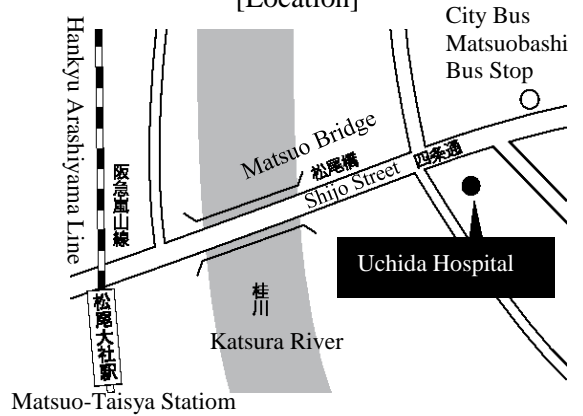 [Location]
City Bus
Matsuobashi
Bus Stop
Hankyu Arashiyama Line
阪急嵐山線
Matsuo Bridge
松尾橋
Shijo Street
四条通
Uchida Hospital
桂川
Katsura River
松尾大社駅
Matsuo-Taisya Statiom